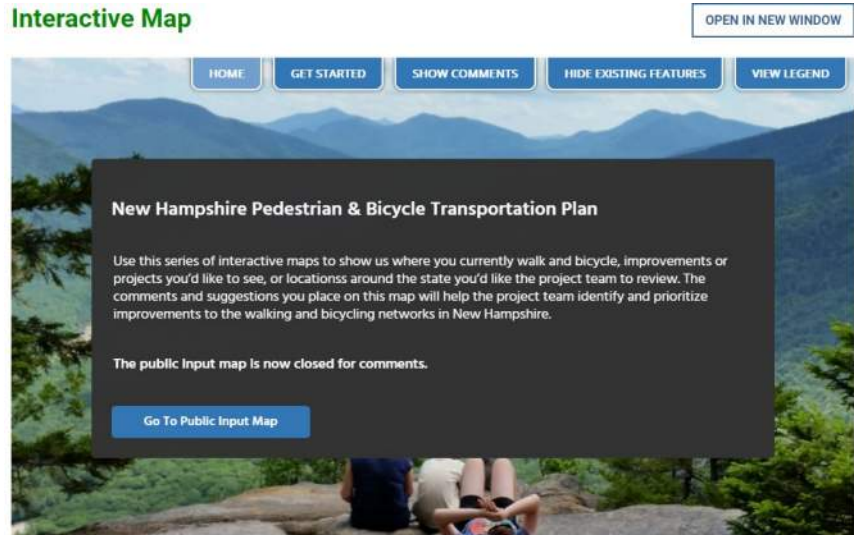 Interactive Map
OPEN IN NEW WINDOW
HOME
GET STARTED
SHOW COMMENTS
HIDE EXISTING FEATURES
VIEW LEGEND
New Hampshire Pedestrian & Bicycle Transportation Plan
Use this series of interactive maps to show us where you currently walk and bicycle, improvements or
projects you'd like to see, or locationss around the state you'd like the project team to review. The
comments and suggestions you place on this map will help the project team identify and prioritize
improvements to the walking and bicycling networks in New Hampshire.
The public input map is now closed for comments.
Go To Public Input Map